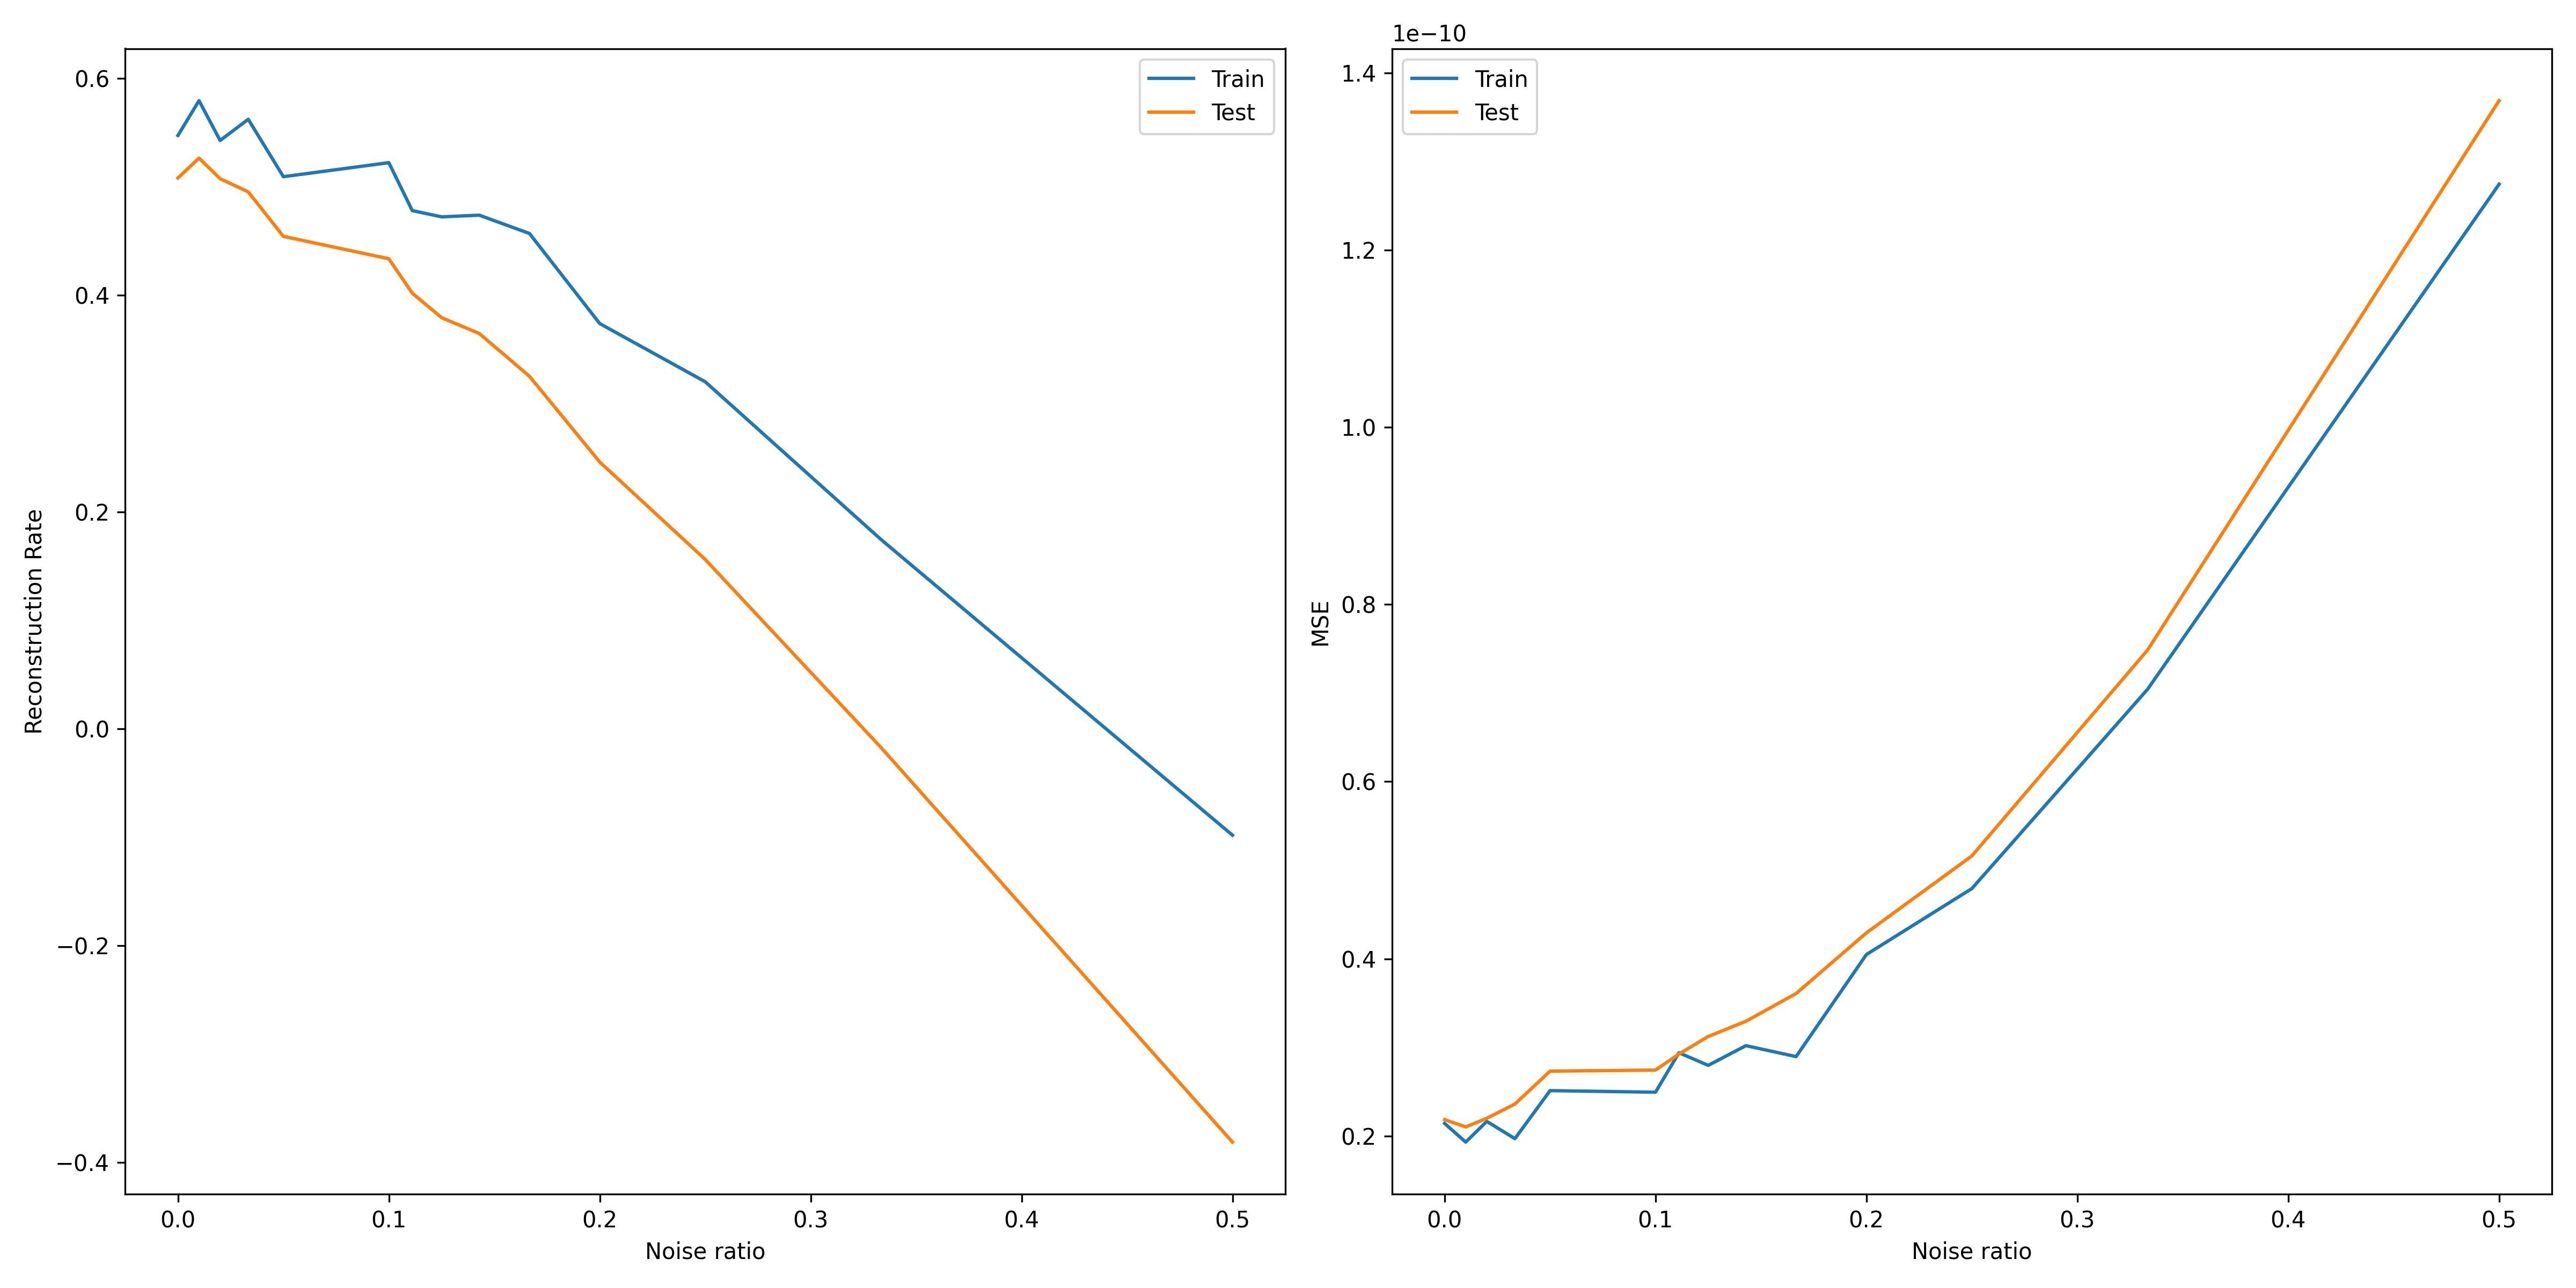 Reconstruction Rate
0.6
0.4
0.2
0.0
−0.2
−0.4
0.0 0.1 0.2 0.3 0.4 0.5
Noise ratio
Train
Test
1e−10
MSE
1.4
1.2
1.0
0.8
0.6
0.4
0.2
0.0 0.1 0.2 0.3 0.4 0.5
Noise ratio
Train
Test